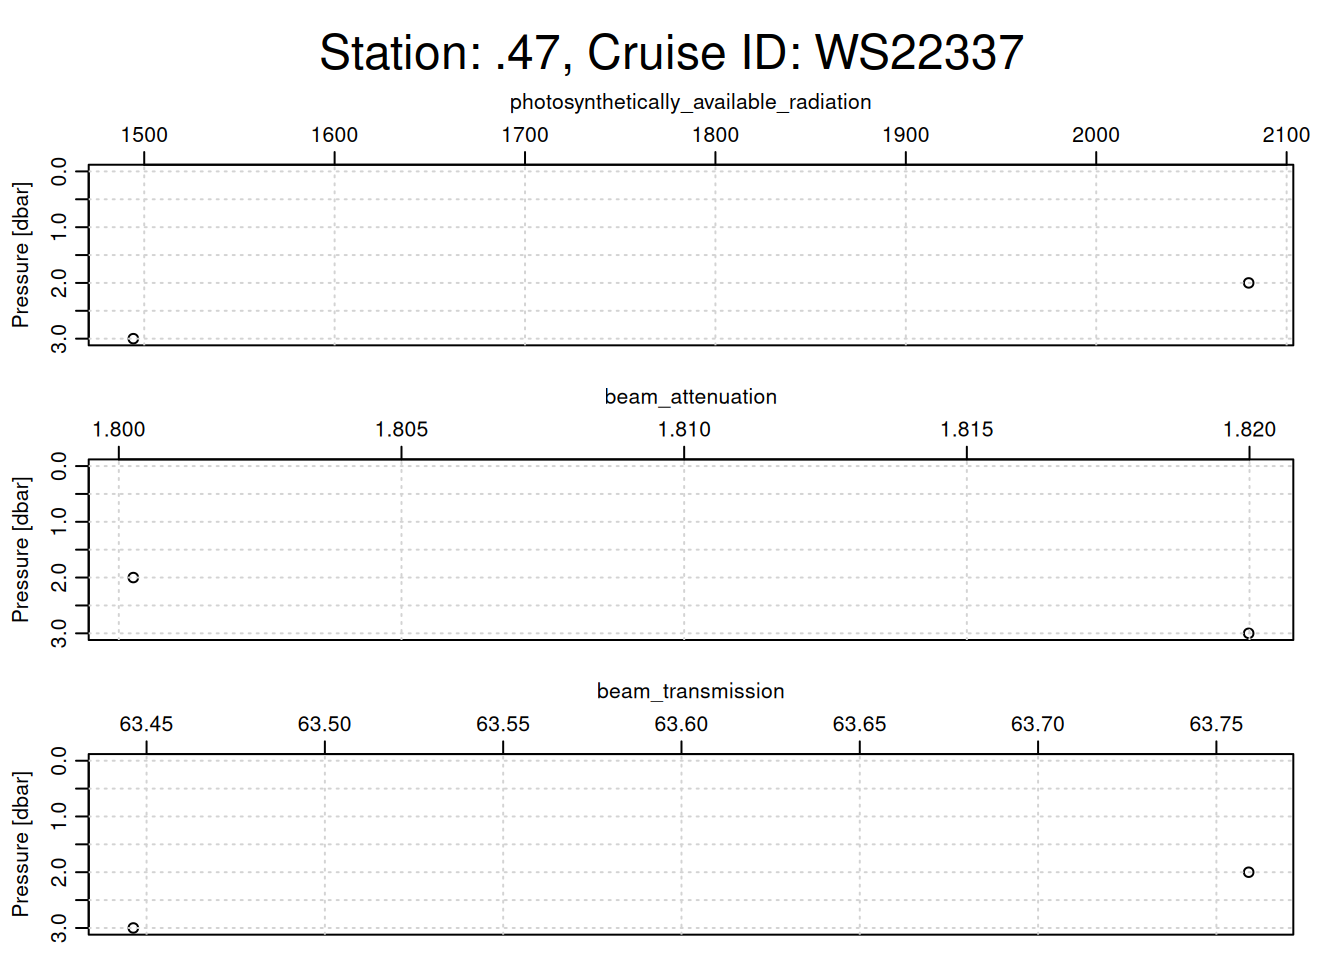 Station: .47, Cruise ID: WS22337
photosynthetically_available_radiation
1500 1600 1700 1800 1900 2000 2100
Pressure [dbar]
0.0
1.0
2.0
3.0
beam_attenuation
1.800 1.805 1.810 1.815 1.820
Pressure [dbar]
0.0
1.0
2.0
3.0
beam_transmission
63.45 63.50 63.55 63.60 63.65 63.70 63.75
Pressure [dbar]
0.0
1.0
2.0
3.0